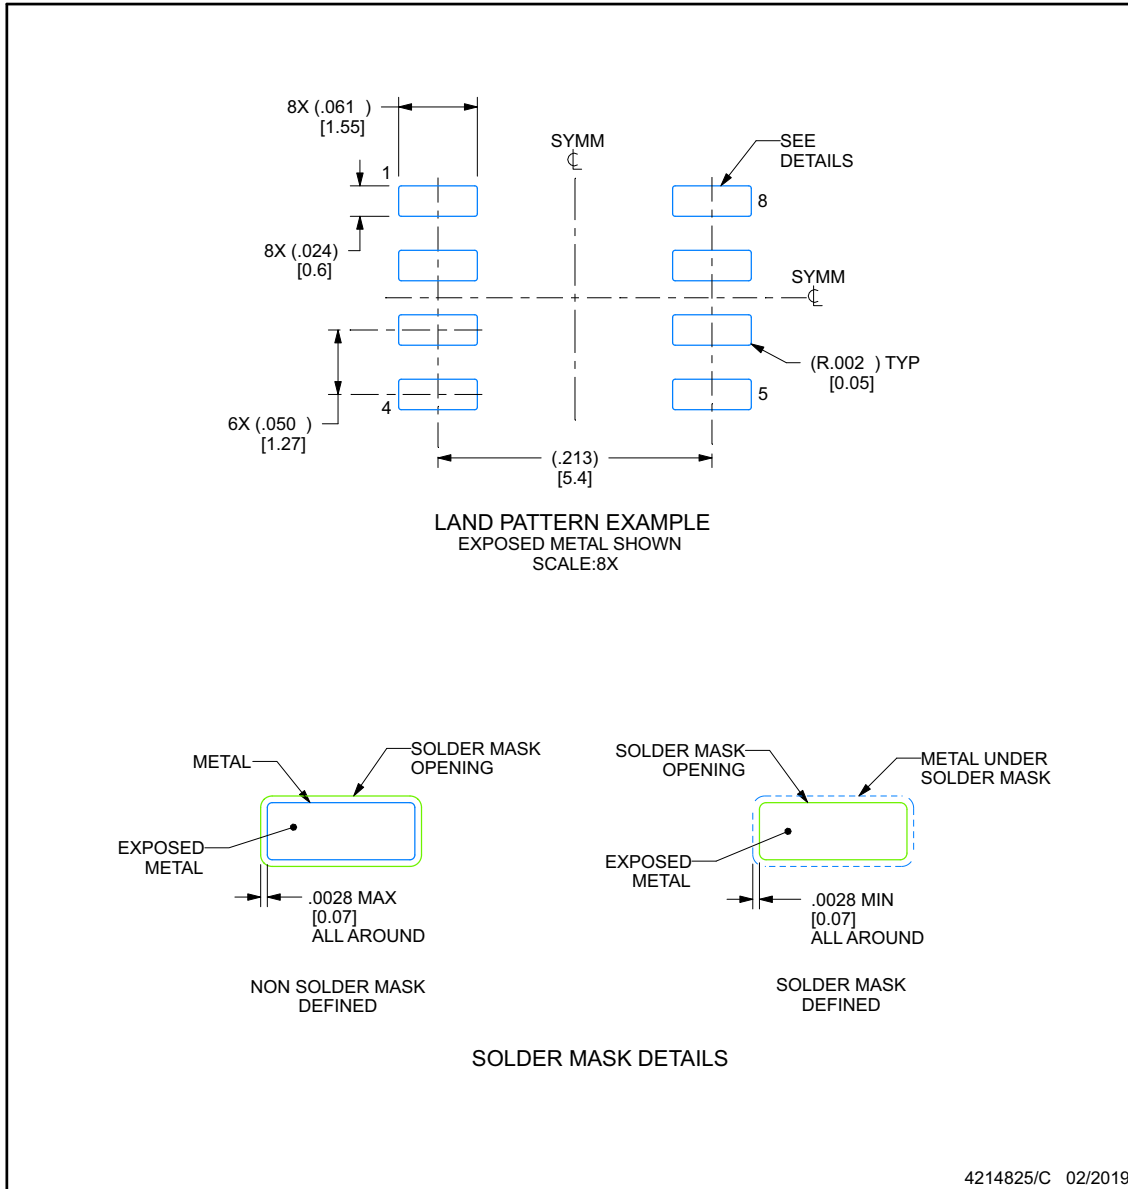 8X (.061 )
[1.55]
SYMM
SEE
DETAILS
1
8
8X (.024)
[0.6]
SYMM
(R.002 ) TYP
[0.05]
4
5
6X (.050 )
[1.27]
(.213)
[5.4]
LAND PATTERN EXAMPLE
EXPOSED METAL SHOWN
SCALE:8X
METAL
SOLDER MASK
OPENING
EXPOSED
METAL
.0028 MAX
[0.07]
ALL AROUND
NON SOLDER MASK
DEFINED
SOLDER MASK
OPENING
METAL UNDER
SOLDER MASK
EXPOSED
METAL
.0028 MIN
[0.07]
ALL AROUND
SOLDER MASK
DEFINED
SOLDER MASK DETAILS
4214825/C 02/2019